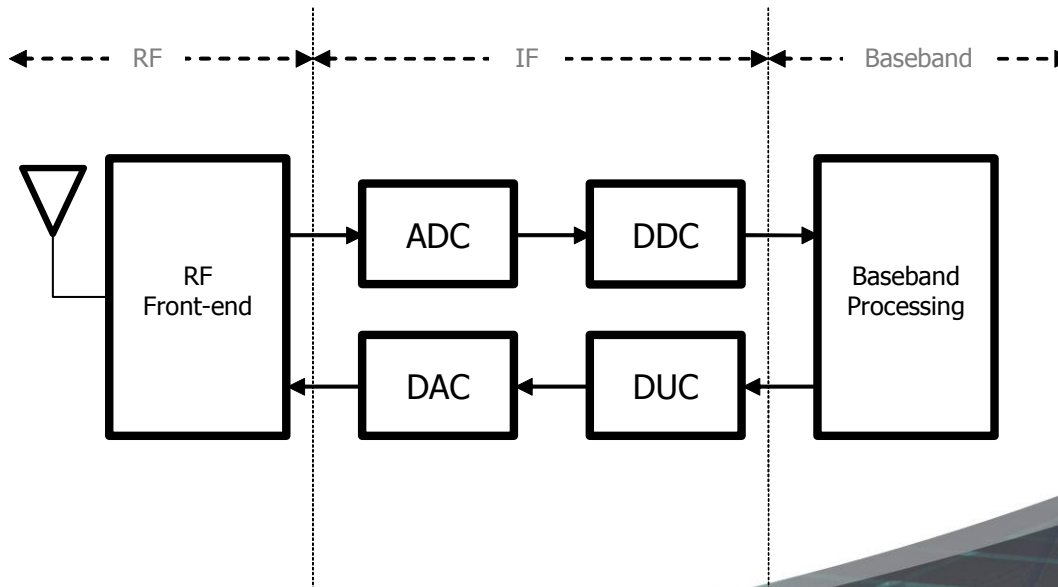 RF
IF
Baseband
RF
Front-end
ADC
DDC
DAC
DUC
Baseband
Processing